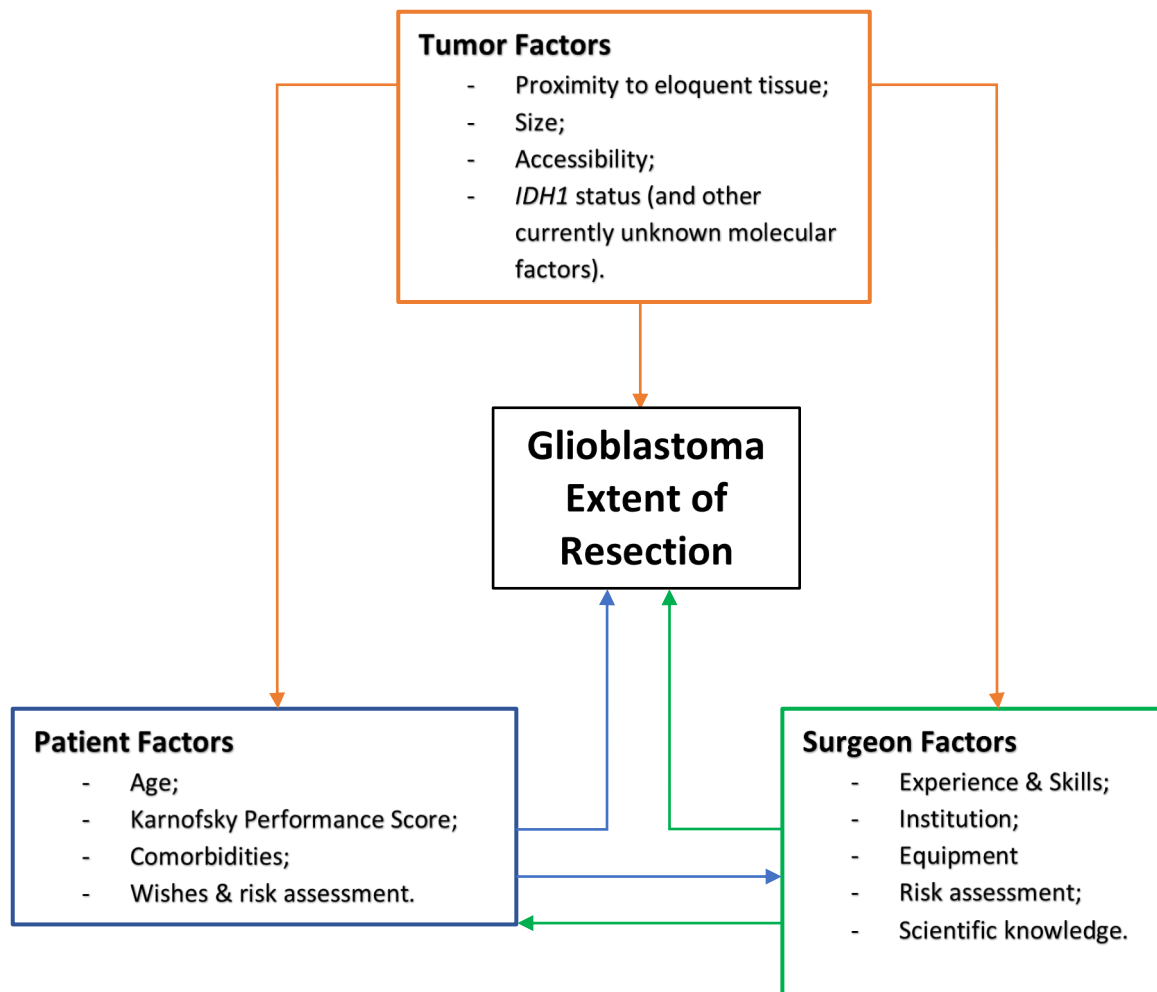 Tumor Factors
- Proximity to eloquent tissue;
- Size;
- Accessibility;
- IDH1 status (and other
currently unknown molecular
factors).
Glioblastoma
Extent of
Resection
Patient Factors
- Age;
- Karnofsky Performance Score;
- Comorbidities;
- Wishes & risk assessment.
Surgeon Factors
- Experience & Skills;
- Institution;
- Equipment
- Risk assessment;
- Scientific knowledge.